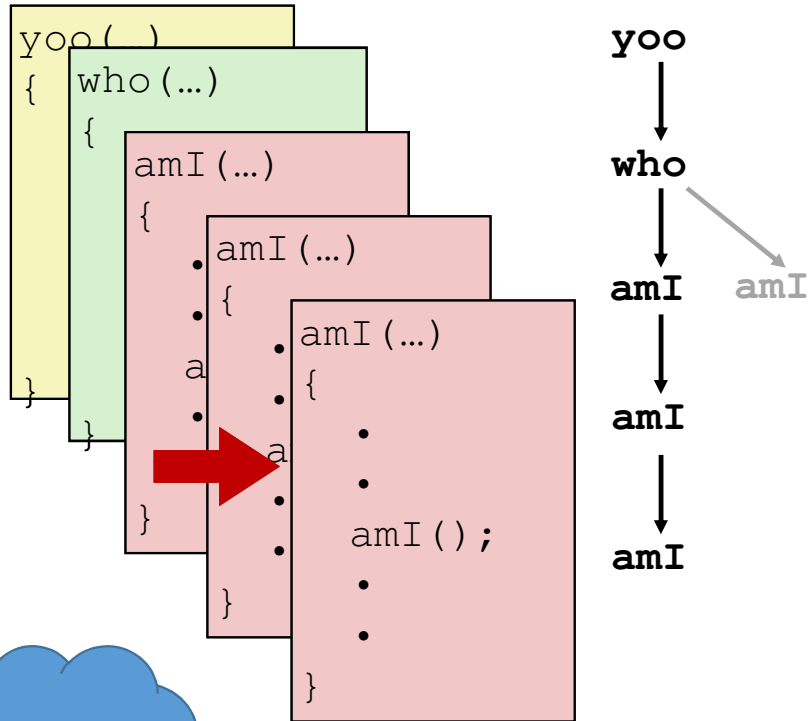 yoo(…)
{
}
who(…)
{
}
amI(…)
{
•
•
a
•
}
amI(…)
{
•
•
a
•
•
}
amI(…)
{
•
•
amI();
•
•
}
yoo
who
amI amI
amI
amI